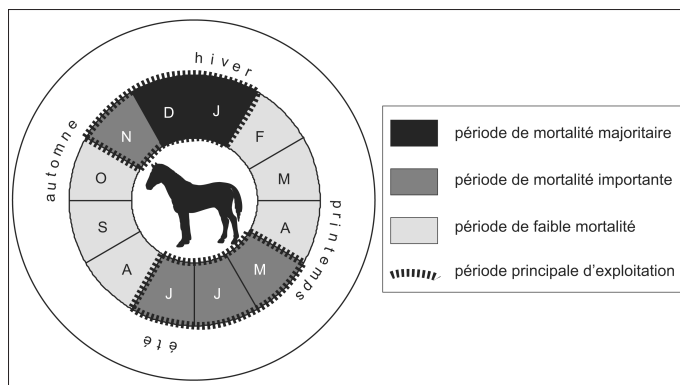 hiver
printemps
été
automne
D
J
F
M
A
M
J
J
A
S
O
N
période de mortalité majoritaire
période de mortalité importante
période de faible mortalité
période principale d'exploitation